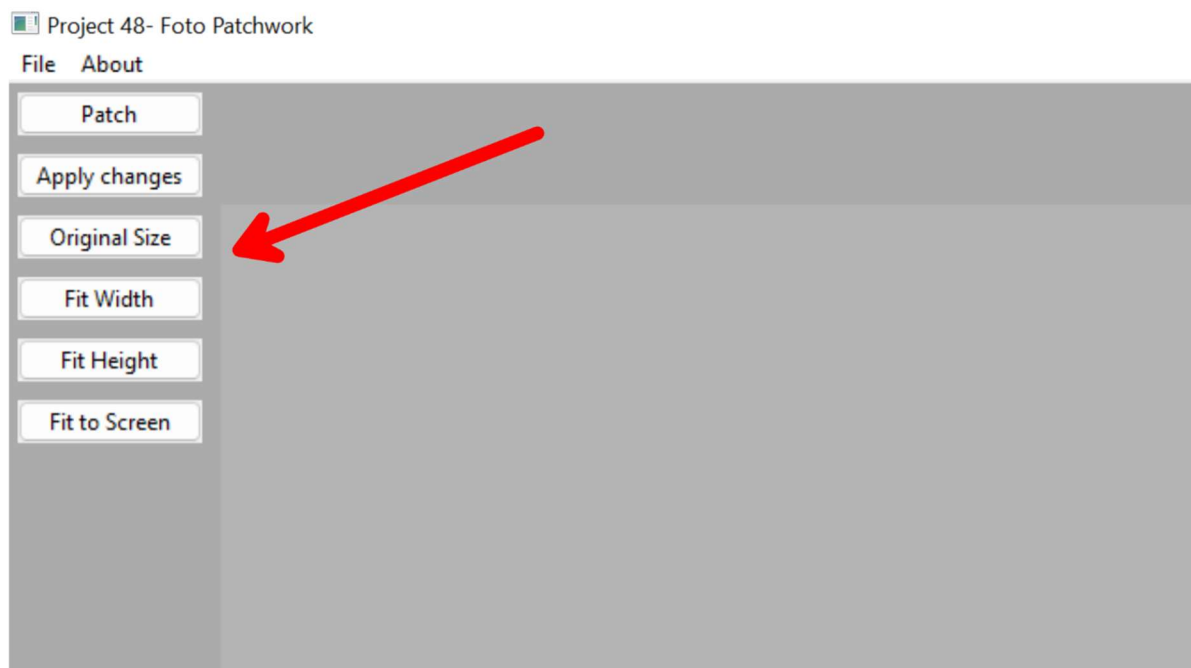 Project 48- Foto Patchwork
File About
Patch
Apply changes
Original Size
Fit Width
Fit Height
Fit to Screen